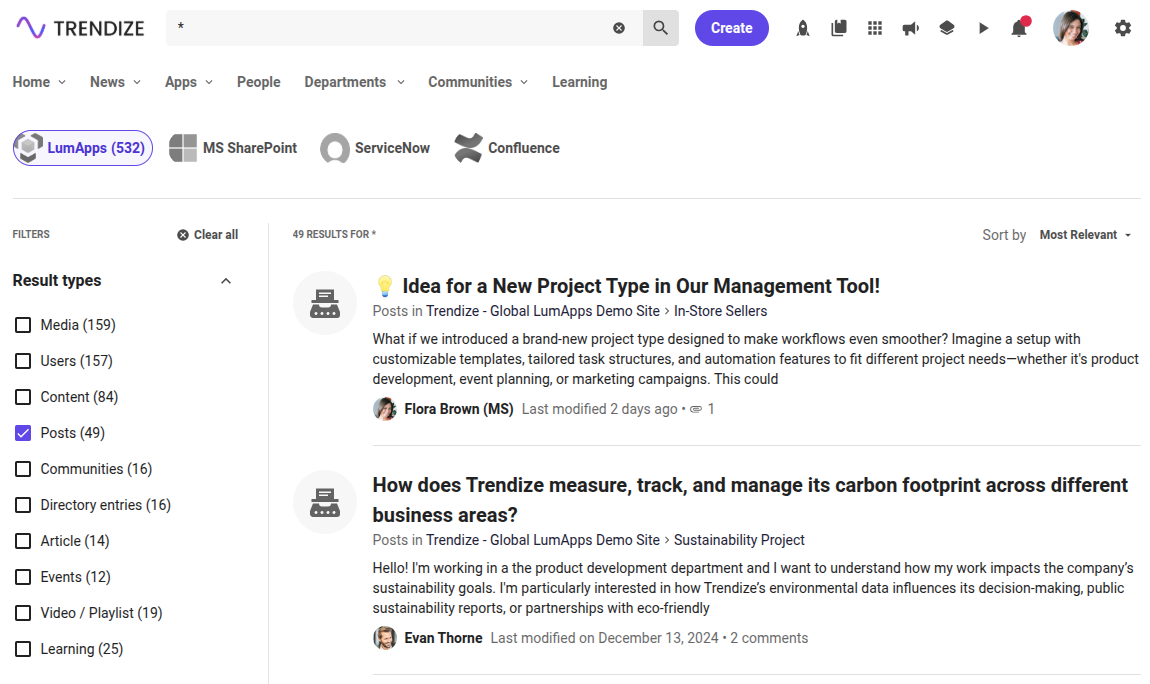 TRENDIZE
*
Create
Home
News
Apps
People
Departments
Communities
Learning
LumApps (532)
MS SharePoint
ServiceNow
Confluence
FILTERS
Clear all
Result types
Media (159)
Users (157)
Content (84)
Posts (49)
Communities (16)
Directory entries (16)
Article (14)
Events (12)
Video / Playlist (19)
Learning (25)
49 RESULTS FOR *
Sort by Most Relevant
💡 Idea for a New Project Type in Our Management Tool!
Posts in Trendize - Global LumApps Demo Site > In-Store Sellers
What if we introduced a brand-new project type designed to make workflows even smoother? Imagine a setup with
customizable templates, tailored task structures, and automation features to fit different project needs—whether it's product
development, event planning, or marketing campaigns. This could
Flora Brown (MS) Last modified 2 days ago • 1
How does Trendize measure, track, and manage its carbon footprint across different
business areas?
Posts in Trendize - Global LumApps Demo Site > Sustainability Project
Hello! I'm working in a the product development department and I want to understand how my work impacts the company's
sustainability goals. I'm particularly interested in how Trendize’s environmental data influences its decision-making, public
sustainability reports, or partnerships with eco-friendly
Evan Thorne Last modified on December 13, 2024 • 2 comments